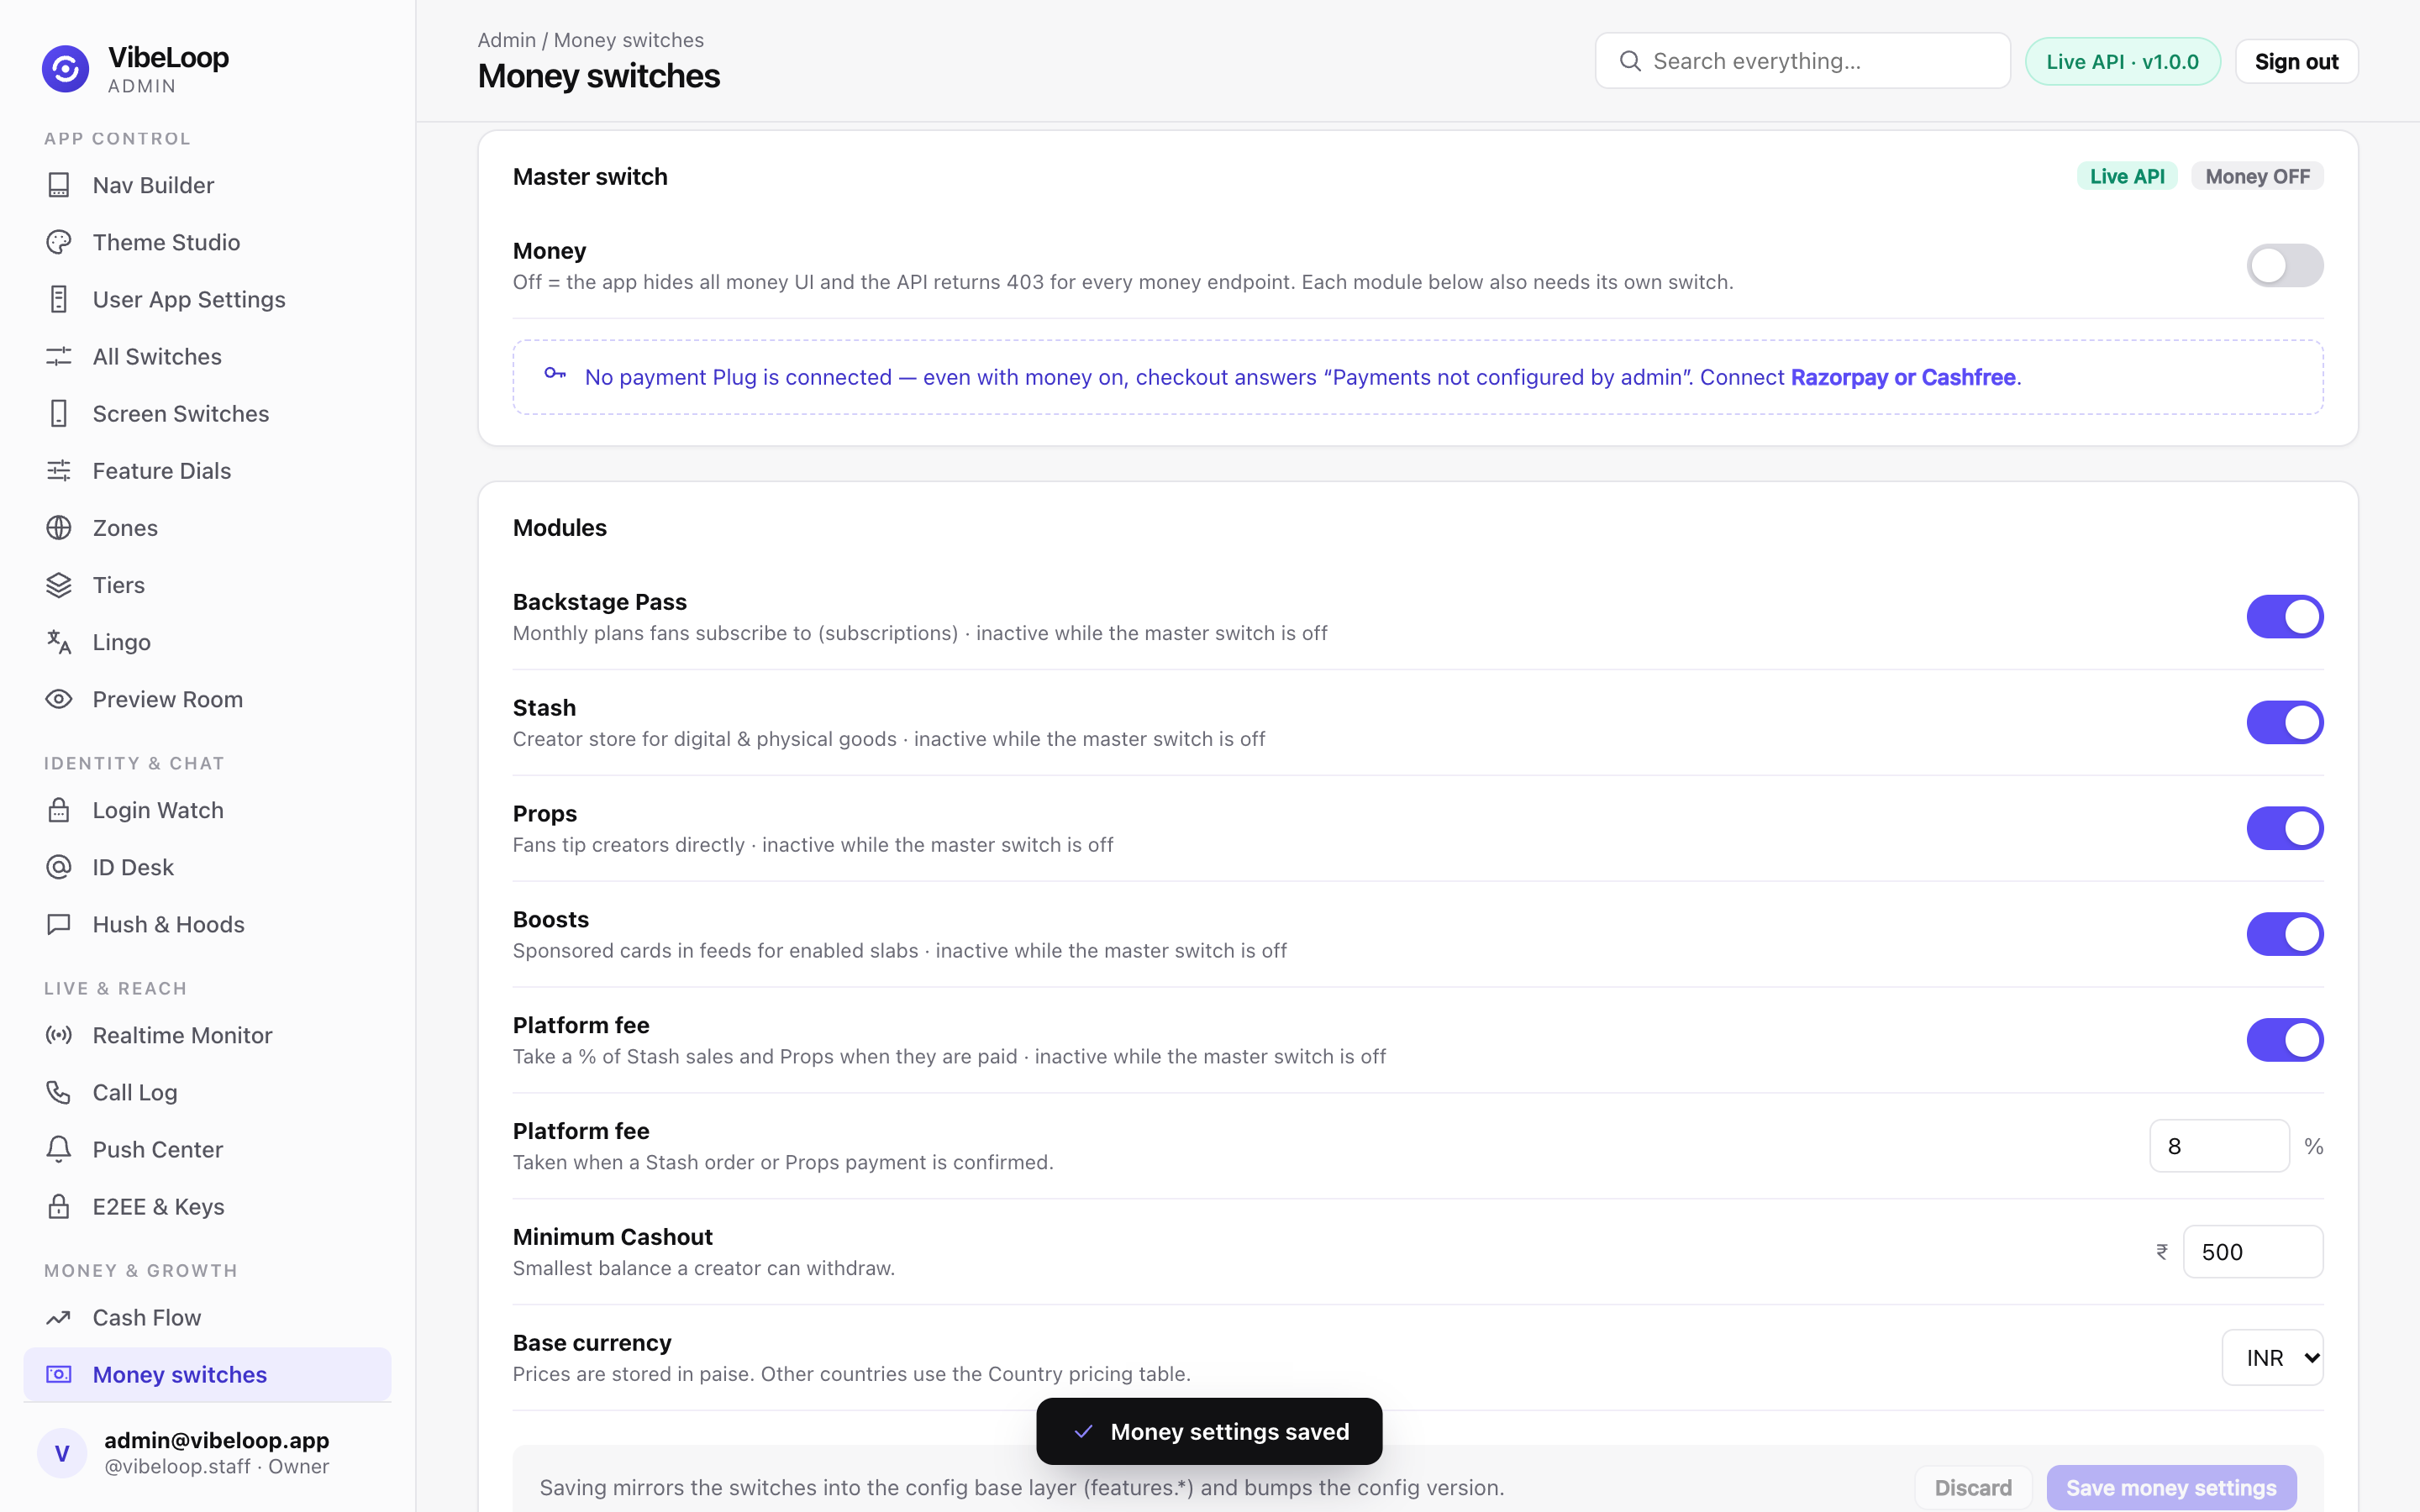 VibeLoop
ADMIN
APP CONTROL
Nav Builder
Theme Studio
User App Settings
All Switches
Screen Switches
Feature Dials
Zones
Tiers
Lingo
Preview Room
IDENTITY & CHAT
Login Watch
ID Desk
Hush & Hoods
LIVE & REACH
Realtime Monitor
Call Log
Push Center
E2EE & Keys
MONEY & GROWTH
Cash Flow
Money switches
V
admin@vibeloop.app
@vibeloop.staff · Owner
Admin / Money switches
Money switches
Search everything...
Live API · v1.0.0
Sign out
Master switch
Live API
Money OFF
Money
Off = the app hides all money UI and the API returns 403 for every money endpoint. Each module below also needs its own switch.
No payment Plug is connected — even with money on, checkout answers “Payments not configured by admin”. Connect Razorpay or Cashfree.
Modules
Backstage Pass
Monthly plans fans subscribe to (subscriptions) · inactive while the master switch is off
Stash
Creator store for digital & physical goods · inactive while the master switch is off
Props
Fans tip creators directly · inactive while the master switch is off
Boosts
Sponsored cards in feeds for enabled slabs · inactive while the master switch is off
Platform fee
Take a % of Stash sales and Props when they are paid · inactive while the master switch is off
Platform fee
8 %
Taken when a Stash order or Props payment is confirmed.
Minimum Cashout
₹ 500
Smallest balance a creator can withdraw.
Base currency
INR
Prices are stored in paise. Other countries use the Country pricing table.
Money settings saved
Saving mirrors the switches into the config base layer (features.*) and bumps the config version.
Discard
Save money settings